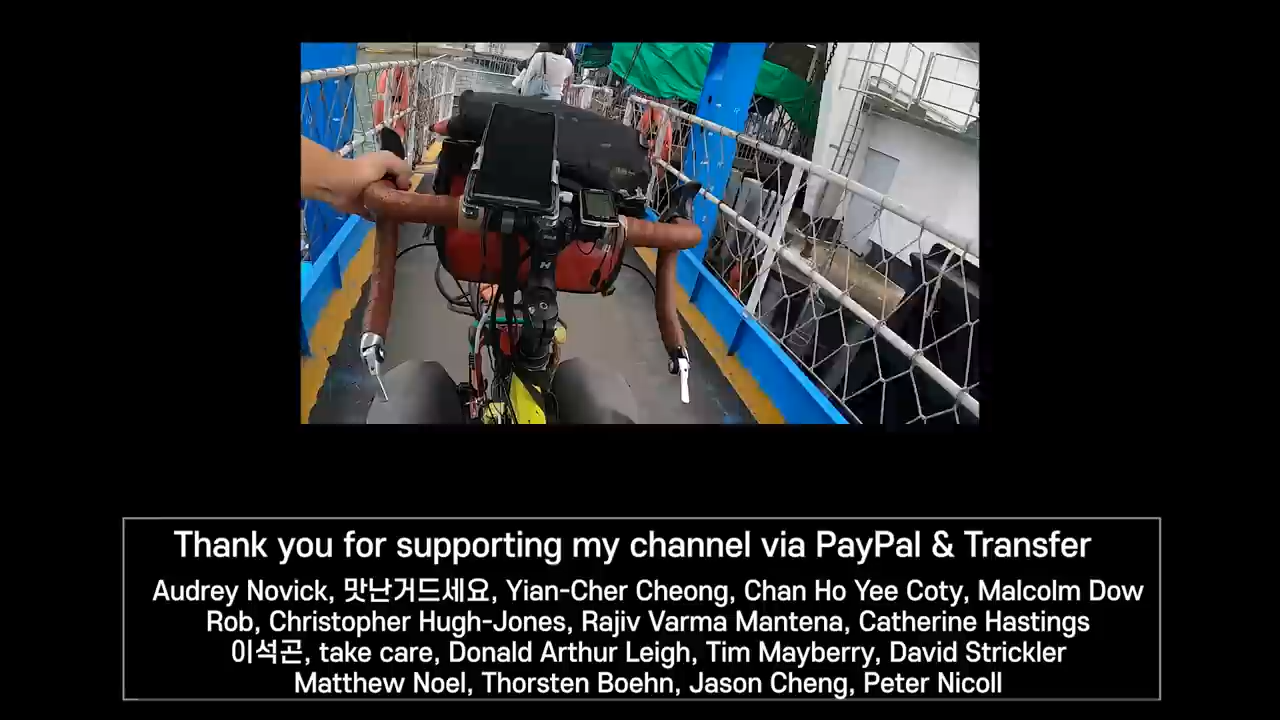 Thank you for supporting my channel via PayPal & Transfer
Audrey Novick, 맛난거드세요, Yian-Cher Cheong, Chan Ho Yee Coty, Malcolm Dow
Rob, Christopher Hugh-Jones, Rajiv Varma Mantena, Catherine Hastings
이석곤, take care, Donald Arthur Leigh, Tim Mayberry, David Strickler
Matthew Noel, Thorsten Boehn, Jason Cheng, Peter Nicoll